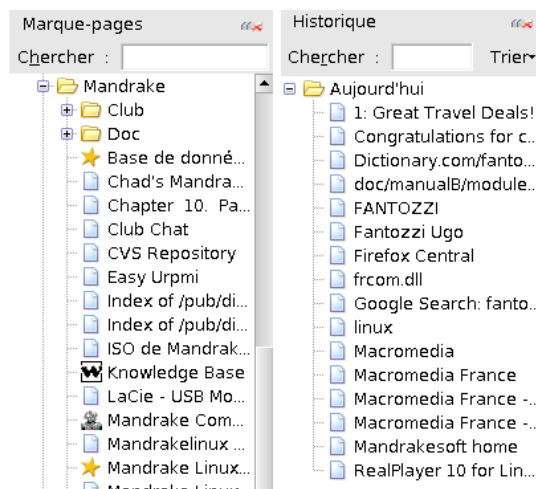 Marque-pages
Chercher :
Mandrake
Club
Doc
Base de donné...
Chad's Mandra...
Chapter 10. Pa...
Club Chat
CVS Repository
Easy Urpmi
Index of /pub/di...
Index of /pub/di...
ISO de Mandrak...
Knowledge Base
LaCie - USB Mo...
Mandrake Com...
Mandrakelinux ...
Mandrake Linux...
Historique
Chercher : Trier
Aujourd'hui
1: Great Travel Deals!
Congratulations for c...
Dictionary.com/fanto...
doc/manualB/module...
FANTOZZI
Fantozzi Ugo
Firefox Central
frcom.dll
Google Search: fanto...
linux
Macromedia
Macromedia France
Macromedia France -...
Macromedia France -...
Mandrakesoft home
RealPlayer 10 for Lin...